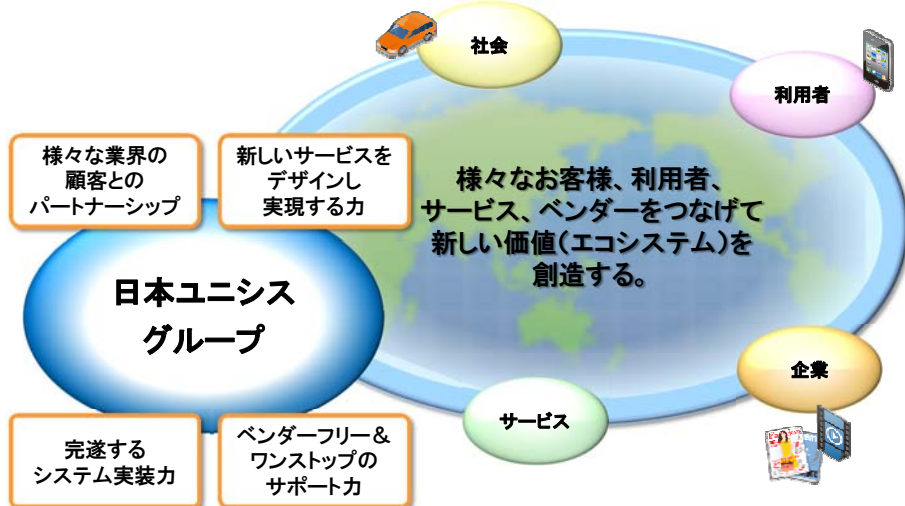 社会
利用者
様々な業界の
顧客との
パートナーシップ
新しいサービスを
デザインし
実現する力
様々なお客様、利用者、
サービス、ベンダーをつなげて
新しい価値(エコシステム)を
創造する。
日本ユニシス
グループ
企業
サービス
完遂する
システム実装力
ベンダーフリー&
ワンストップの
サポート力